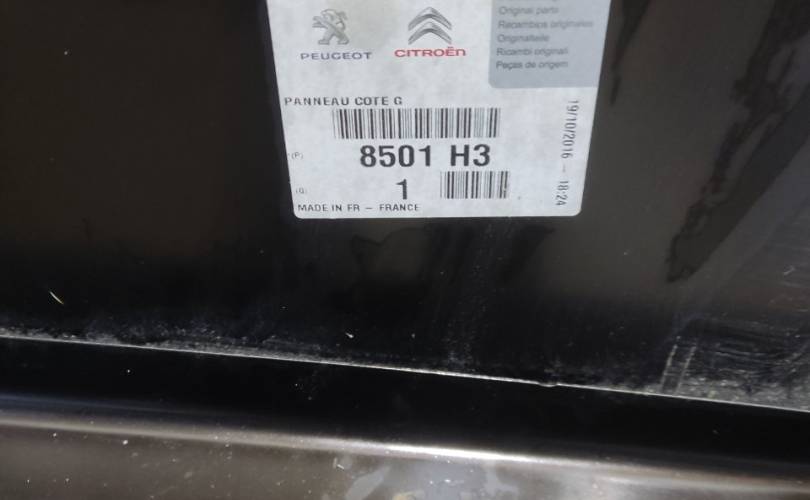 PEUGEOT CITROËN
Original parts
Recambios originales
Originalteile
Ricambi originali
Peças de origem
PANNEAU COTE G
(P) 8501 H3
(Q) 1
MADE IN FR - FRANCE
19/10/2016 - 18:24